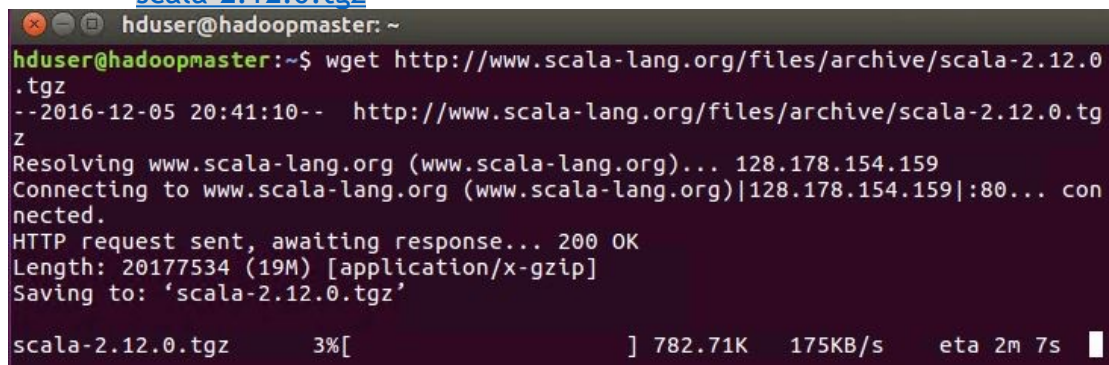 scala-2.12.0.tgz
hduser@hadoopmaster: ~
hduser@hadoopmaster:~$ wget http://www.scala-lang.org/files/archive/scala-2.12.0
.tgz
--2016-12-05 20:41:10--  http://www.scala-lang.org/files/archive/scala-2.12.0.tg
z
Resolving www.scala-lang.org (www.scala-lang.org)... 128.178.154.159
Connecting to www.scala-lang.org (www.scala-lang.org)|128.178.154.159|:80... con
nected.
HTTP request sent, awaiting response... 200 OK
Length: 20177534 (19M) [application/x-gzip]
Saving to: ‘scala-2.12.0.tgz’
scala-2.12.0.tgz      3%[                    ] 782.71K   175KB/s    eta 2m 7s